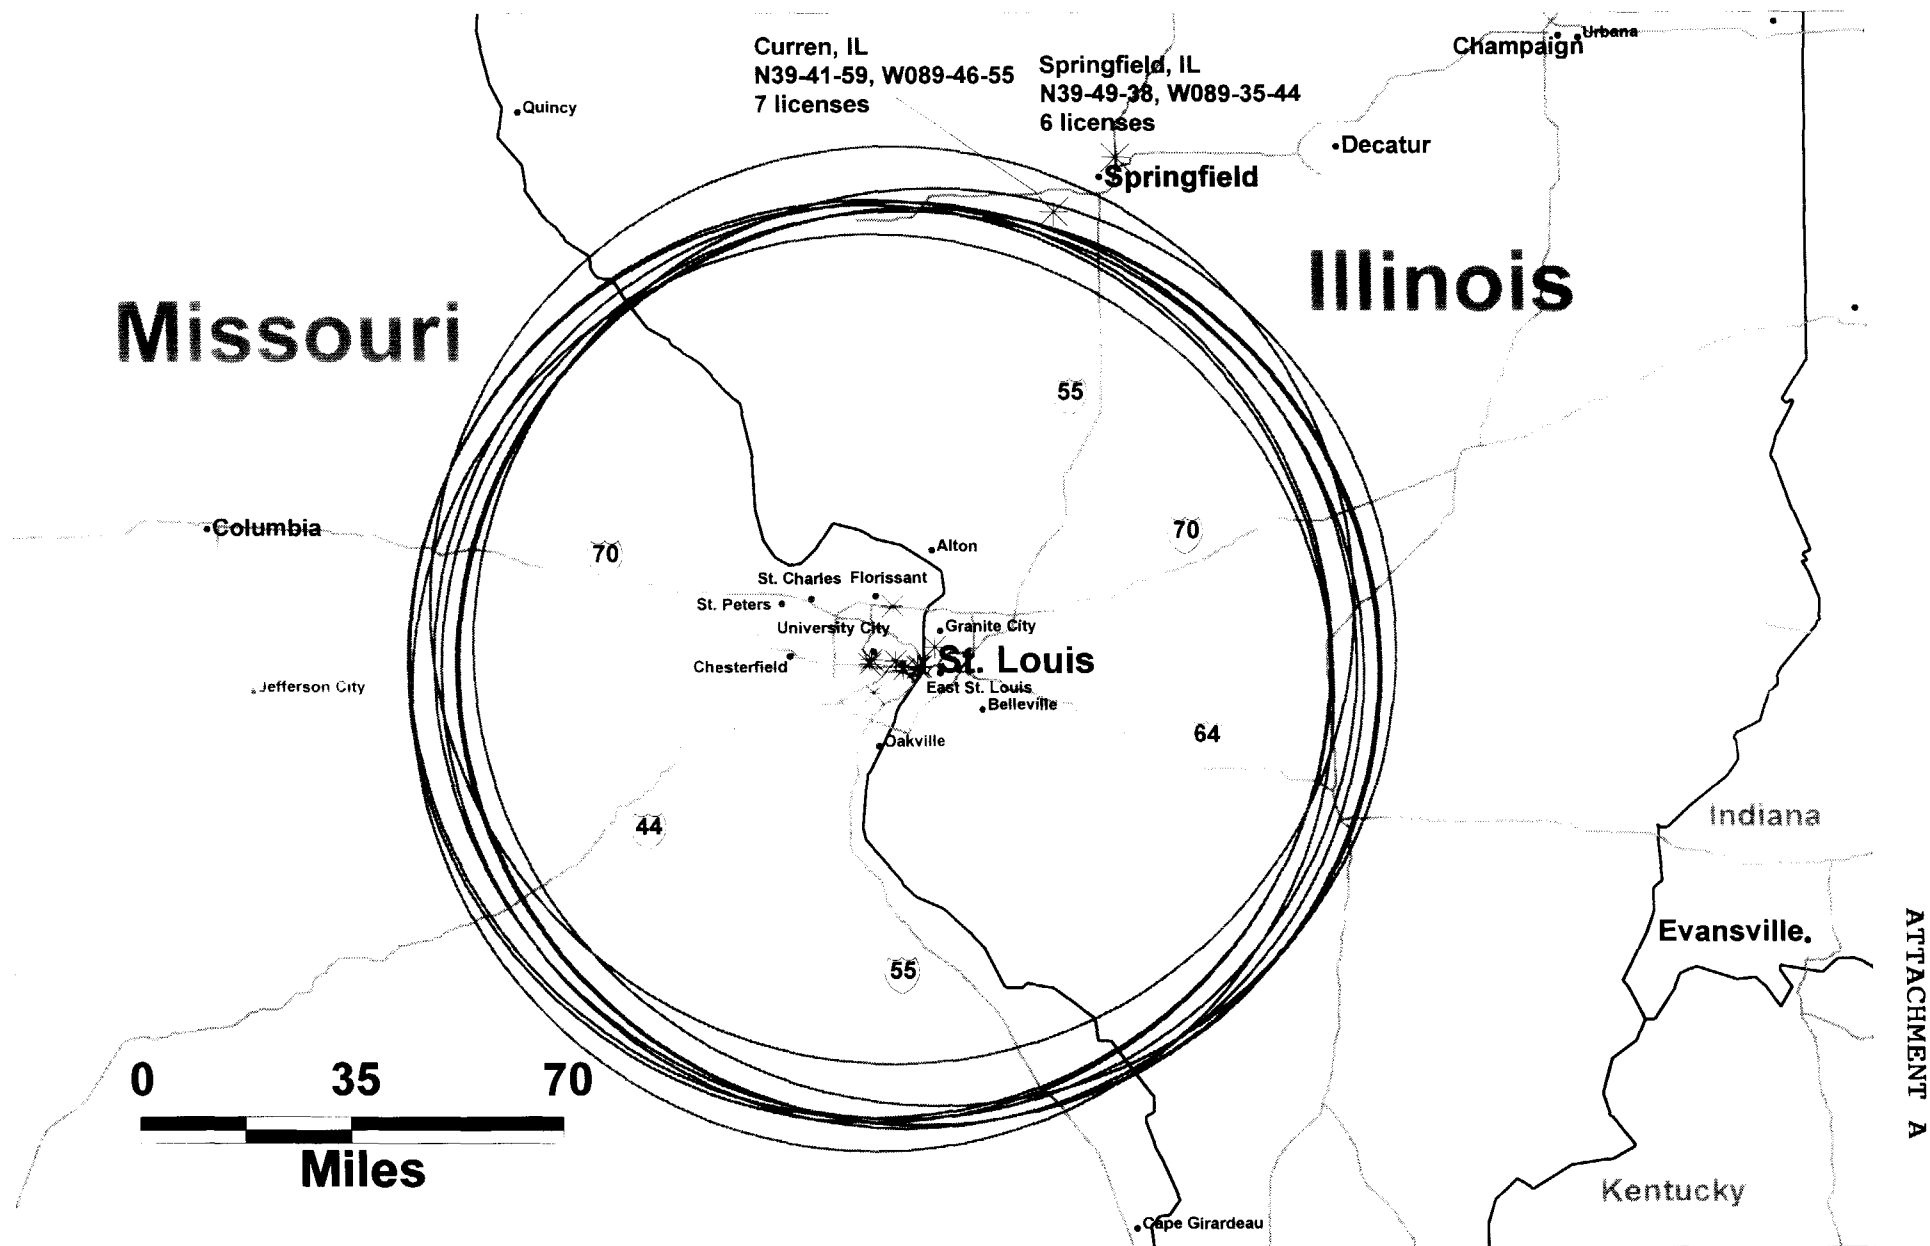 Curren, IL
N39-41-59, W089-46-55
7 licenses
Springfield, IL
N39-49-38, W089-35-44
6 licenses
Champaign
Urbana
Quincy
Decatur
Springfield
Missouri
Illinois
55
Columbia
70
70
Alton
St. Charles
Florissant
St. Peters
University City
Granite City
Chesterfield
St. Louis
East St. Louis
Jefferson City
Belleville
Oakville
64
44
Indiana
55
Evansville
ATTACHMENT A
0 35 70
Miles
Kentucky
Cape Girardeau